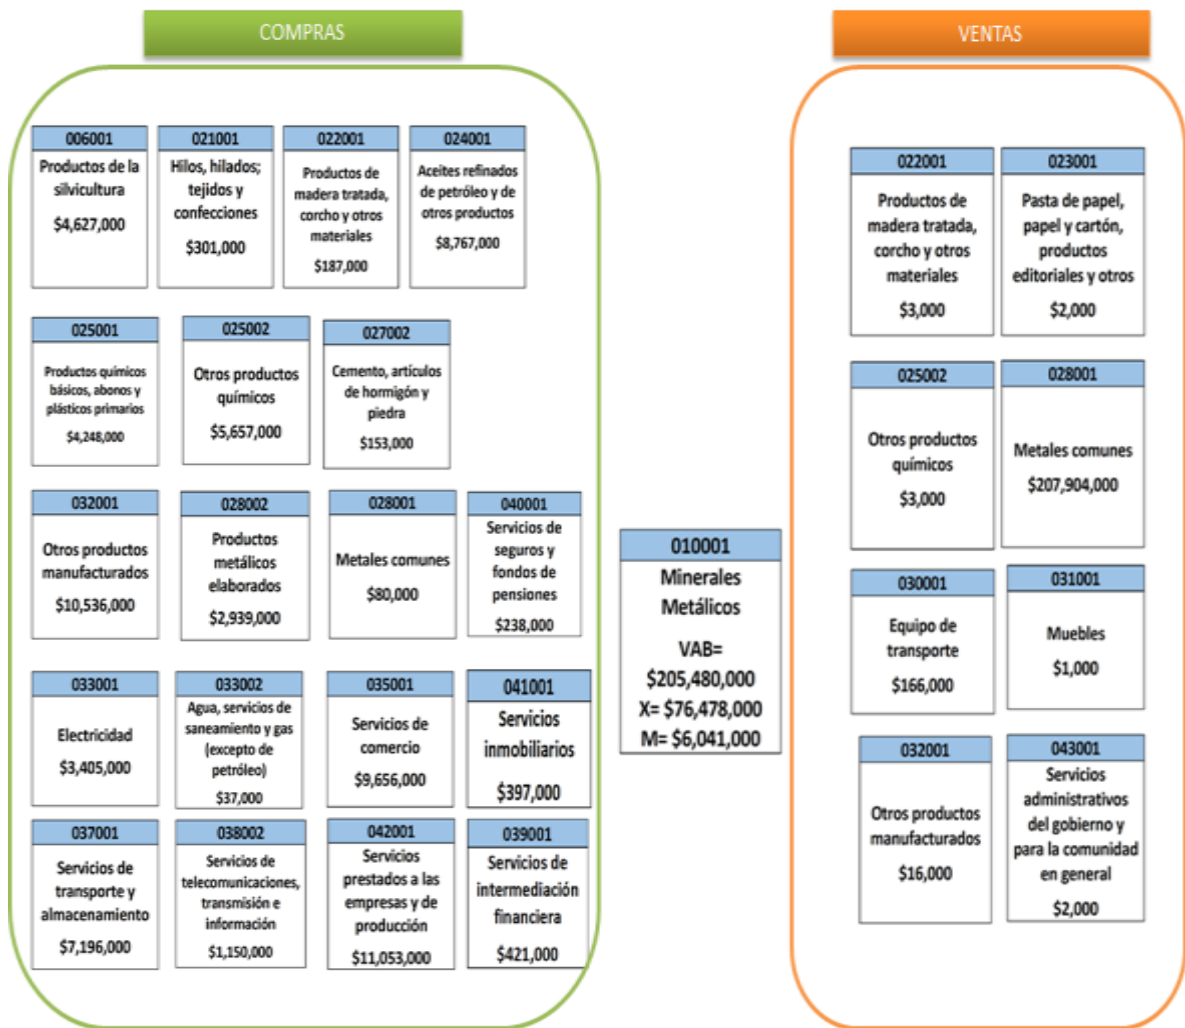 COMPRAS
VENTAS
006001
Productos de la
silvicultura
$4,627,000
021001
Hilos, hilados;
tejidos y
confecciones
$301,000
022001
Productos de
madera tratada,
corcho y otros
materiales
$187,000
024001
Aceites refinados
de petróleo y de
otros productos
$8,767,000
025001
Productos químicos
básicos, abonos y
plásticos primarios
$4,248,000
025002
Otros productos
químicos
$5,657,000
027002
Cemento, artículos
de hormigón y
piedra
$153,000
032001
Otros productos
manufacturados
$10,536,000
028002
Productos
metálicos
elaborados
$2,939,000
028001
Metales comunes
$80,000
040001
Servicios de
seguros y
fondos de
pensiones
$238,000
033001
Electricidad
$3,405,000
033002
Agua, servicios de
saneamiento y gas
(excepto de
petróleo)
$37,000
035001
Servicios de
comercio
$9,656,000
041001
Servicios
inmobiliarios
$397,000
037001
Servicios de
transporte y
almacenamiento
$7,196,000
038002
Servicios de
telecomunicaciones,
transmisión e
información
$1,150,000
042001
Servicios
prestados a las
empresas y de
producción
$11,053,000
039001
Servicios de
intermediación
financiera
$421,000
010001
Minerales
Metálicos
VAB=
$205,480,000
X= $76,478,000
M= $6,041,000
022001
Productos de
madera tratada,
corcho y otros
materiales
$3,000
023001
Pasta de papel,
papel y cartón,
productos
editoriales y otros
$2,000
025002
Otros productos
químicos
$3,000
028001
Metales comunes
$207,904,000
030001
Equipo de
transporte
$166,000
031001
Muebles
$1,000
032001
Otros productos
manufacturados
$16,000
043001
Servicios
administrativos
del gobierno y
para la comunidad
en general
$2,000